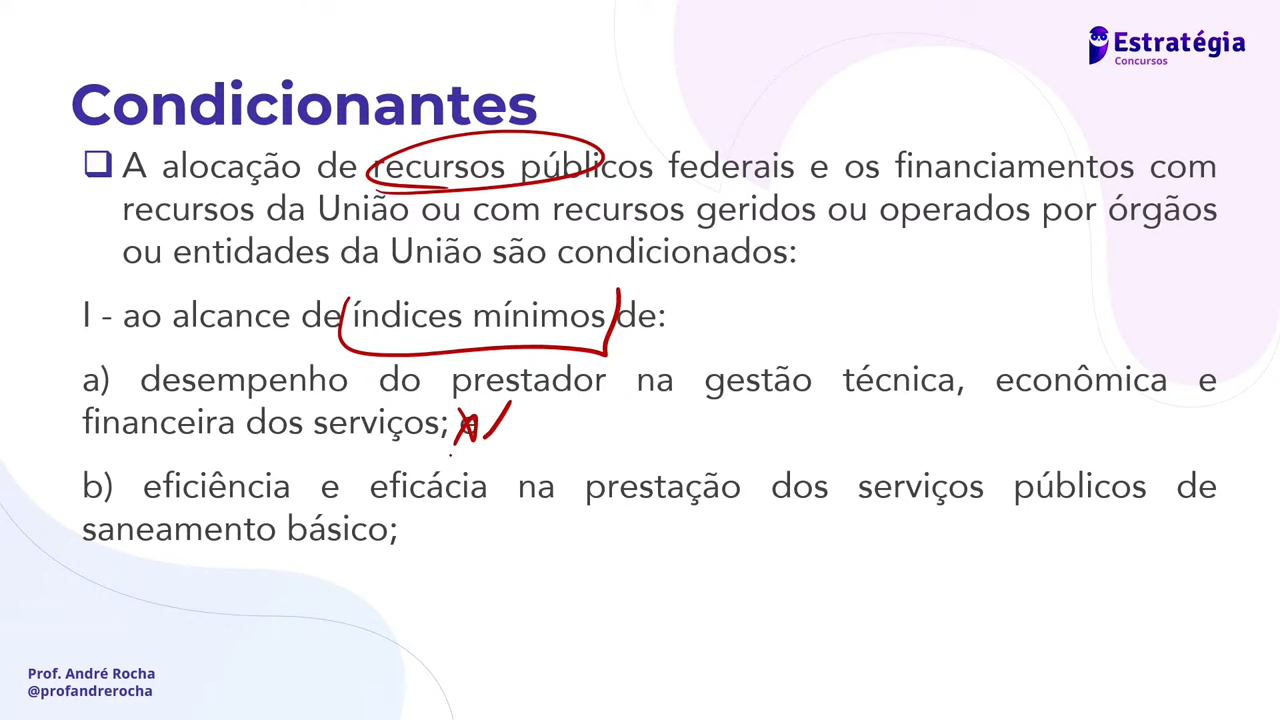 Estratégia
Concursos
Condicionantes
A alocação de recursos públicos federais e os financiamentos com
recursos da União ou com recursos geridos ou operados por órgãos
ou entidades da União são condicionados:
I - ao alcance de índices mínimos de:
a) desempenho do prestador na gestão técnica, econômica e
financeira dos serviços; e
b) eficiência e eficácia na prestação dos serviços públicos de
saneamento básico;
Prof. André Rocha
@profandrerocha